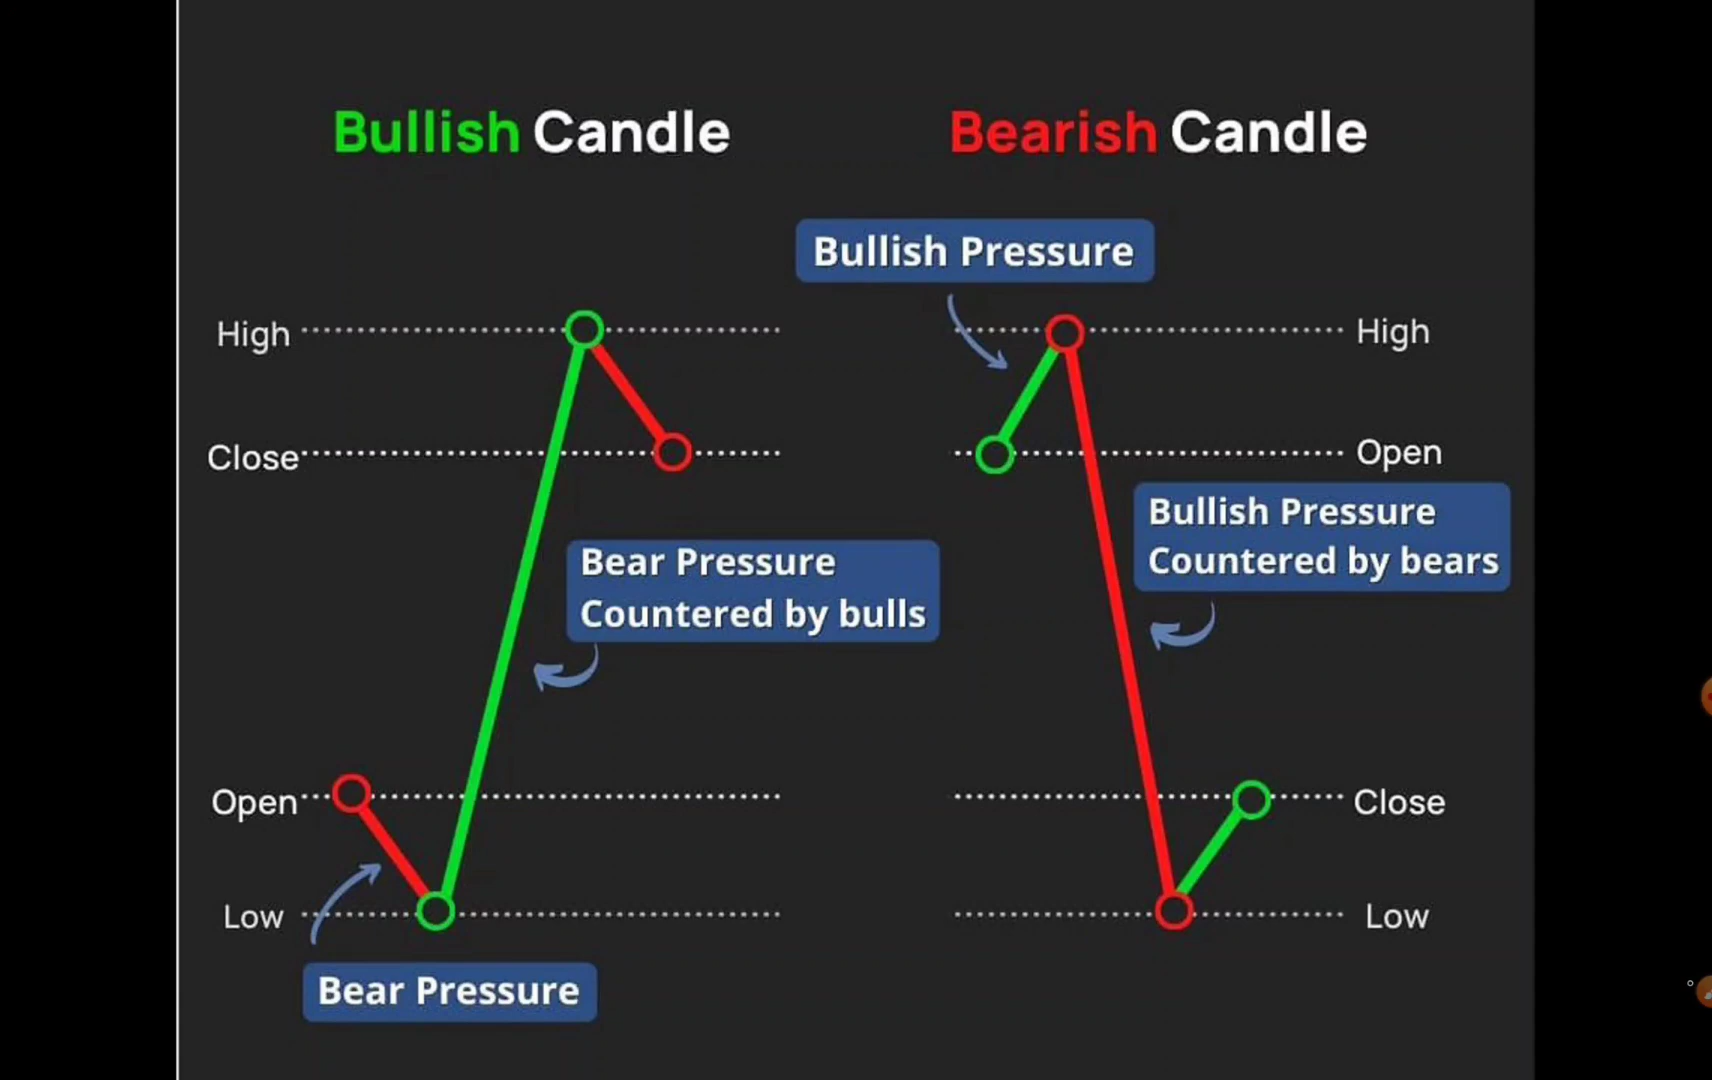 Bullish Candle
Bearish Candle
Bullish Pressure
High
High
Close
Open
Bullish Pressure
Countered by bears
Bear Pressure
Countered by bulls
Open
Close
Low
Low
Bear Pressure